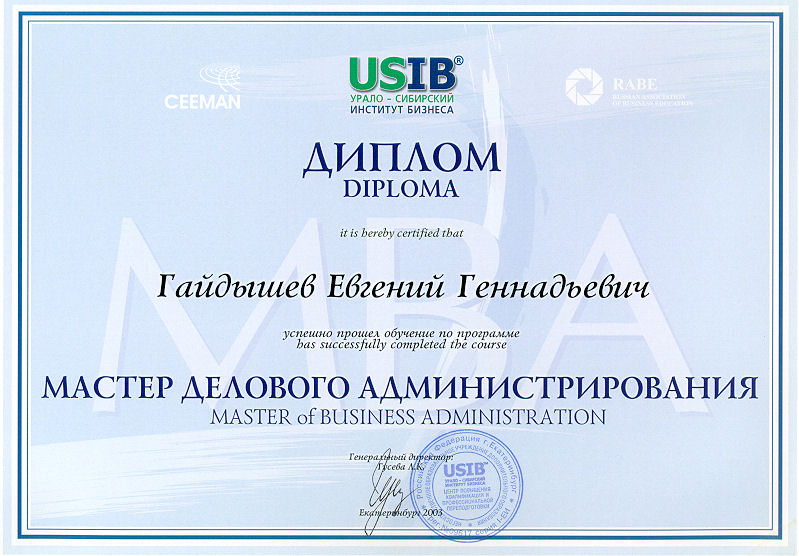 CEEMAN
USIB®
УРАЛО - СИБИРСКИЙ
ИНСТИТУТ БИЗНЕСА
RABE
RUSSIAN ASSOCIATION
OF BUSINESS EDUCATION
ДИПЛОМ
DIPLOMA
it is hereby certified that
MBA
Гайдышев Евгений Геннадьевич
успешно прошел обучение по программе
has successfully completed the course
МАСТЕР ДЕЛОВОГО АДМИНИСТРИРОВАНИЯ
MASTER of BUSINESS ADMINISTRATION
Генеральный директор:
Гусева Л.К.
Екатеринбург 2003
Российская Федерация г.Екатеринбург
USIB
УРАЛО - СИБИРСКИЙ
ИНСТИТУТ БИЗНЕСА
ЦЕНТР ПОВЫШЕНИЯ
КВАЛИФИКАЦИИ И
ПРОФЕССИОНАЛЬНОЙ
ПЕРЕПОДГОТОВКИ